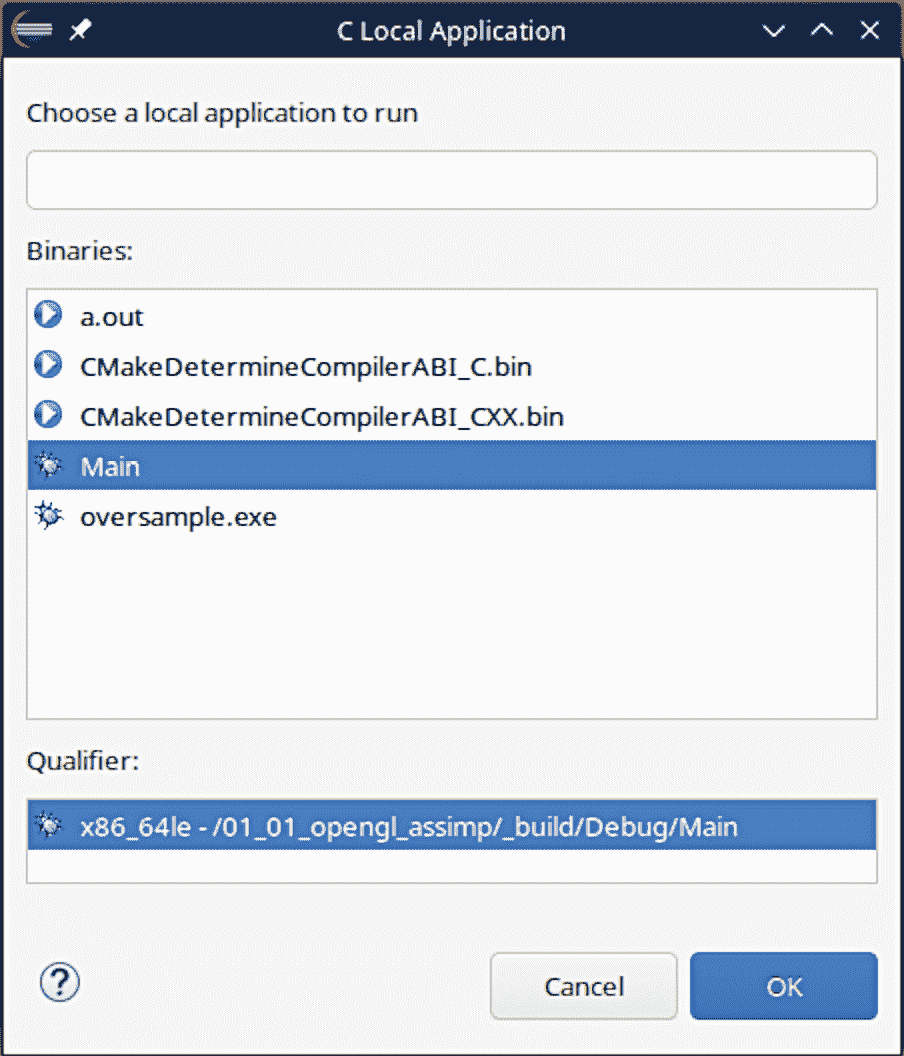 C Local Application
Choose a local application to run
Binaries:
a.out
CMakeDetermineCompilerABI_C.bin
CMakeDetermineCompilerABI_CXX.bin
Main
oversample.exe
Qualifier:
x86_64le - /01_01_opengl_assimp/_build/Debug/Main
?
Cancel
OK